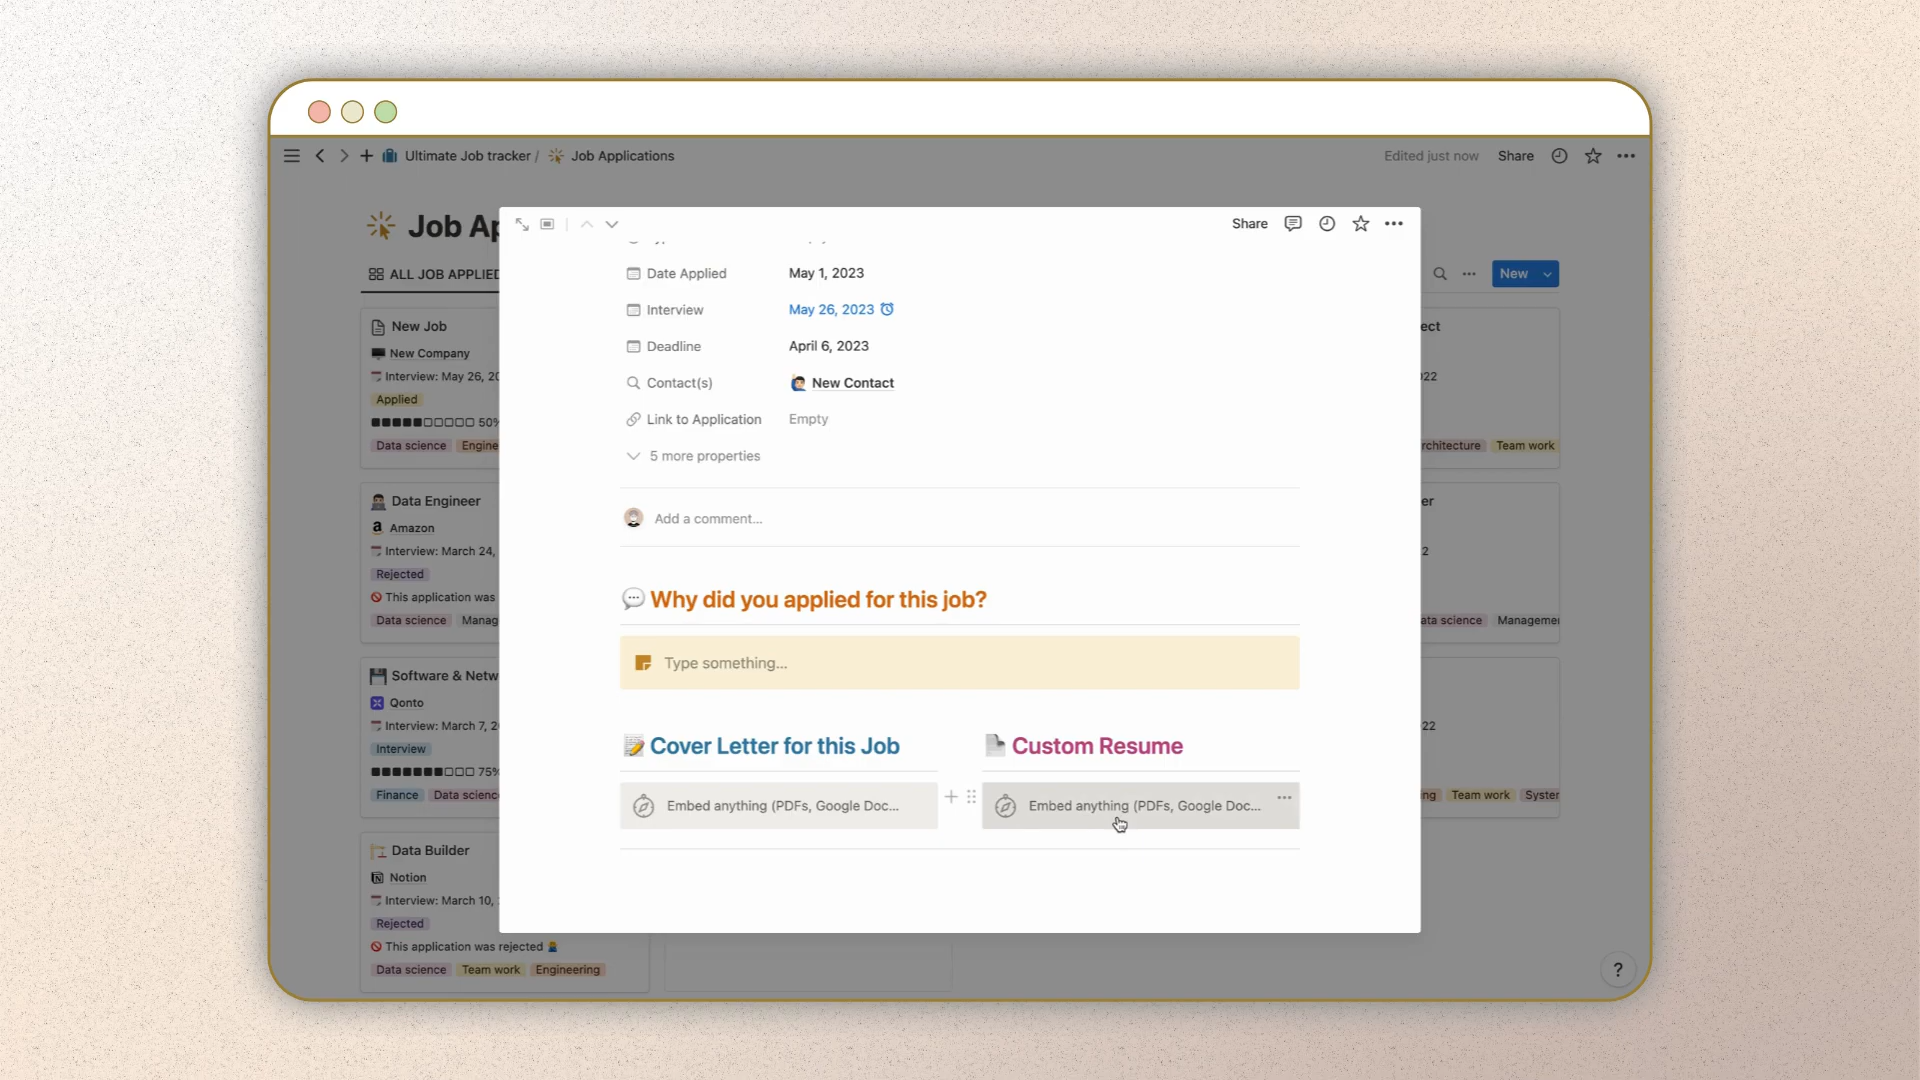 Ultimate Job tracker / Job Applications
Edited just now Share
Job Ap
Share
ALL JOB APPLIED
New
Date Applied May 1, 2023
Interview May 26, 2023
Deadline April 6, 2023
Contact(s) New Contact
Link to Application Empty
5 more properties
Add a comment...
Why did you applied for this job?
Type something...
Cover Letter for this Job
Embed anything (PDFs, Google Doc...
Custom Resume
Embed anything (PDFs, Google Doc...
New Job
New Company
Interview: May 26, 20
Applied
50%
Data science Engine
Data Engineer
a Amazon
Interview: March 24,
Rejected
This application was
Data science Manag
Software & Netw
Qonto
Interview: March 7, 2
Interview
75%
Finance Data scienc
Data Builder
Notion
Interview: March 10,
Rejected
This application was rejected
Data science Team work Engineering
ect
022
rchitecture Team work
er
2
ata science Managemen
22
ng Team work System
?